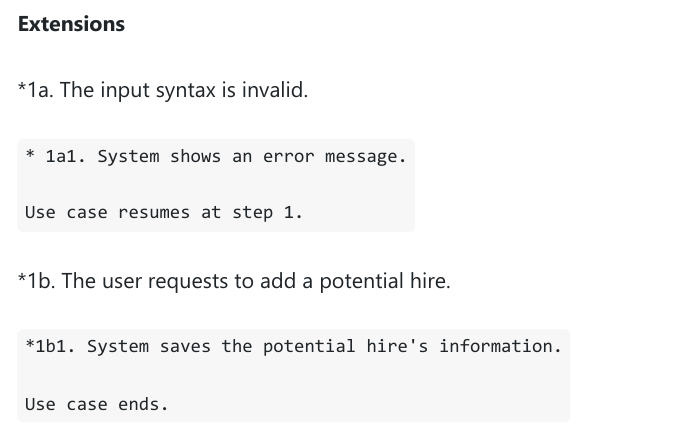 Extensions
*1a. The input syntax is invalid.
* 1a1. System shows an error message.
Use case resumes at step 1.
*1b. The user requests to add a potential hire.
*1b1. System saves the potential hire's information.
Use case ends.